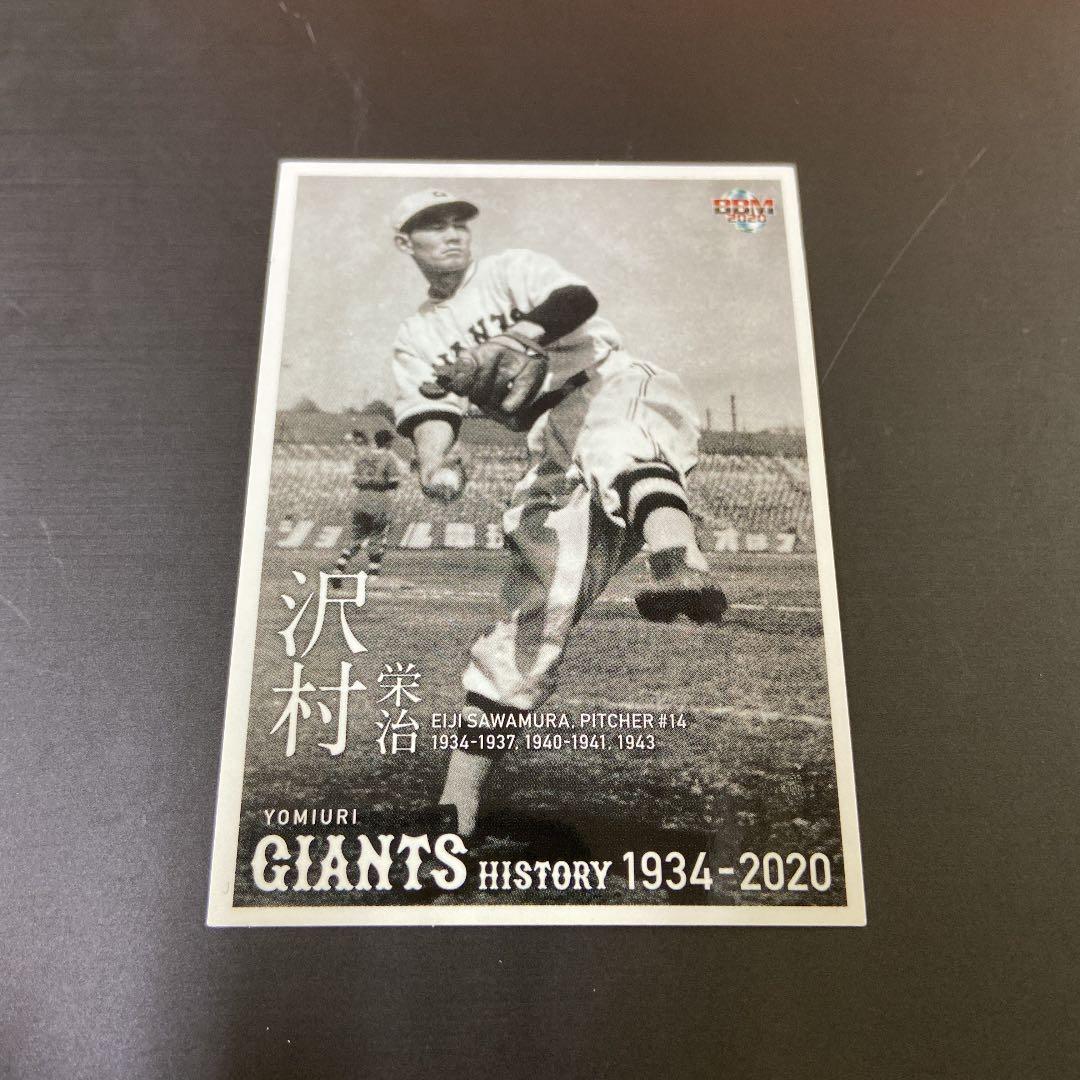 BBM
2020
GIANTS
沢村
栄治
EIJI SAWAMURA, PITCHER #14
1934-1937, 1940-1941, 1943
YOMIURI
GIANTS HISTORY 1934-2020